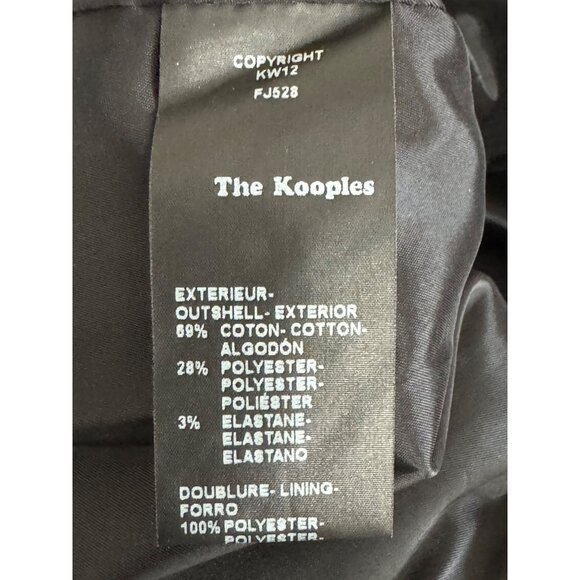 COPYRIGHT
KW12
FJ528
The Kooples
EXTERIEUR-
OUTSHELL- EXTERIOR
69% COTON- COTTON-
ALGODÓN
28% POLYESTER-
POLYESTER-
POLIÉSTER
3% ELASTANE-
ELASTANE-
ELASTANO
DOUBLURE- LINING-
FORRO
100% POLYESTER-
POLYESTER-